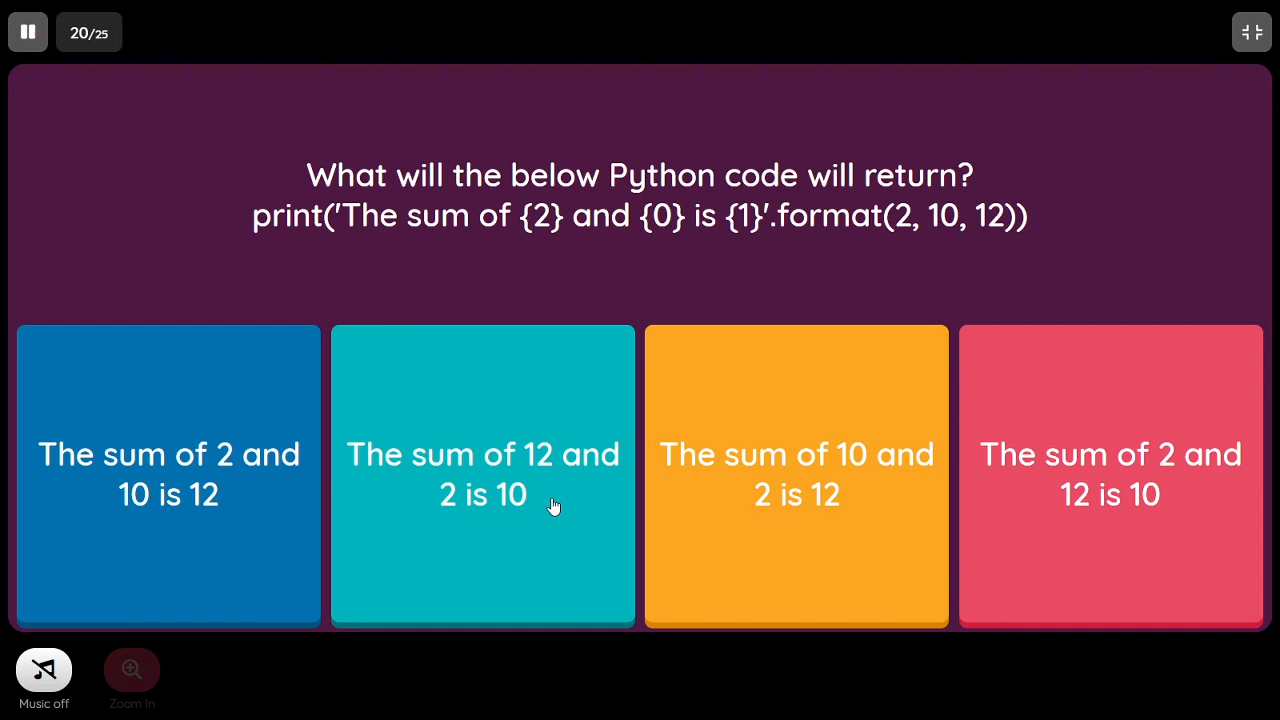 20/25
What will the below Python code will return?
print('The sum of {2} and {0} is {1}'.format(2, 10, 12))
The sum of 2 and
10 is 12
The sum of 12 and
2 is 10
The sum of 10 and
2 is 12
The sum of 2 and
12 is 10
Music off
Zoom In